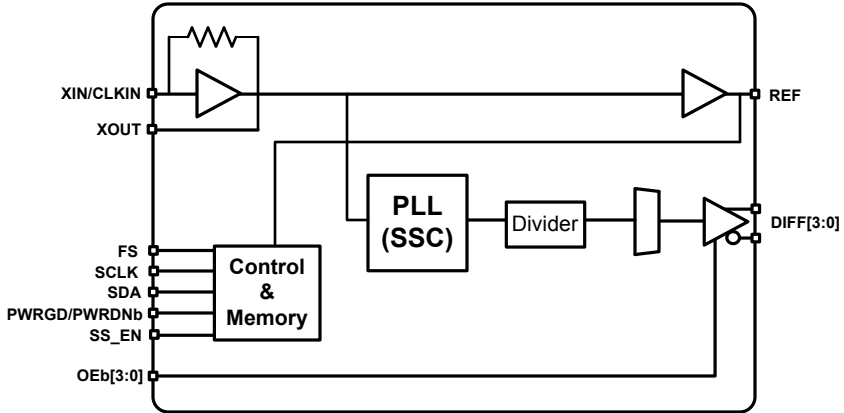 XIN/CLKIN
REF
XOUT
PLL
(SSC)
Divider
DIFF[3:0]
FS
SCLK
SDA
PWRGD/PWRDNb
SS_EN
Control
&
Memory
OEb[3:0]